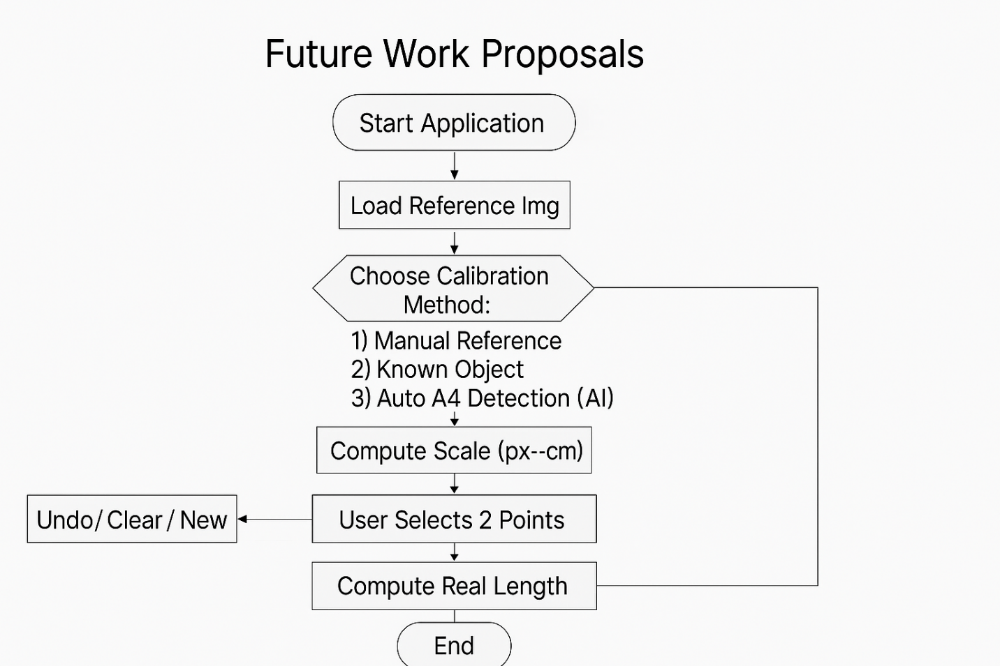 Future Work Proposals
Start Application
Load Reference Img
Choose Calibration
Method:
1) Manual Reference
2) Known Object
3) Auto A4 Detection (AI)
Compute Scale (px--cm)
Undo/ Clear / New
User Selects 2 Points
Compute Real Length
End